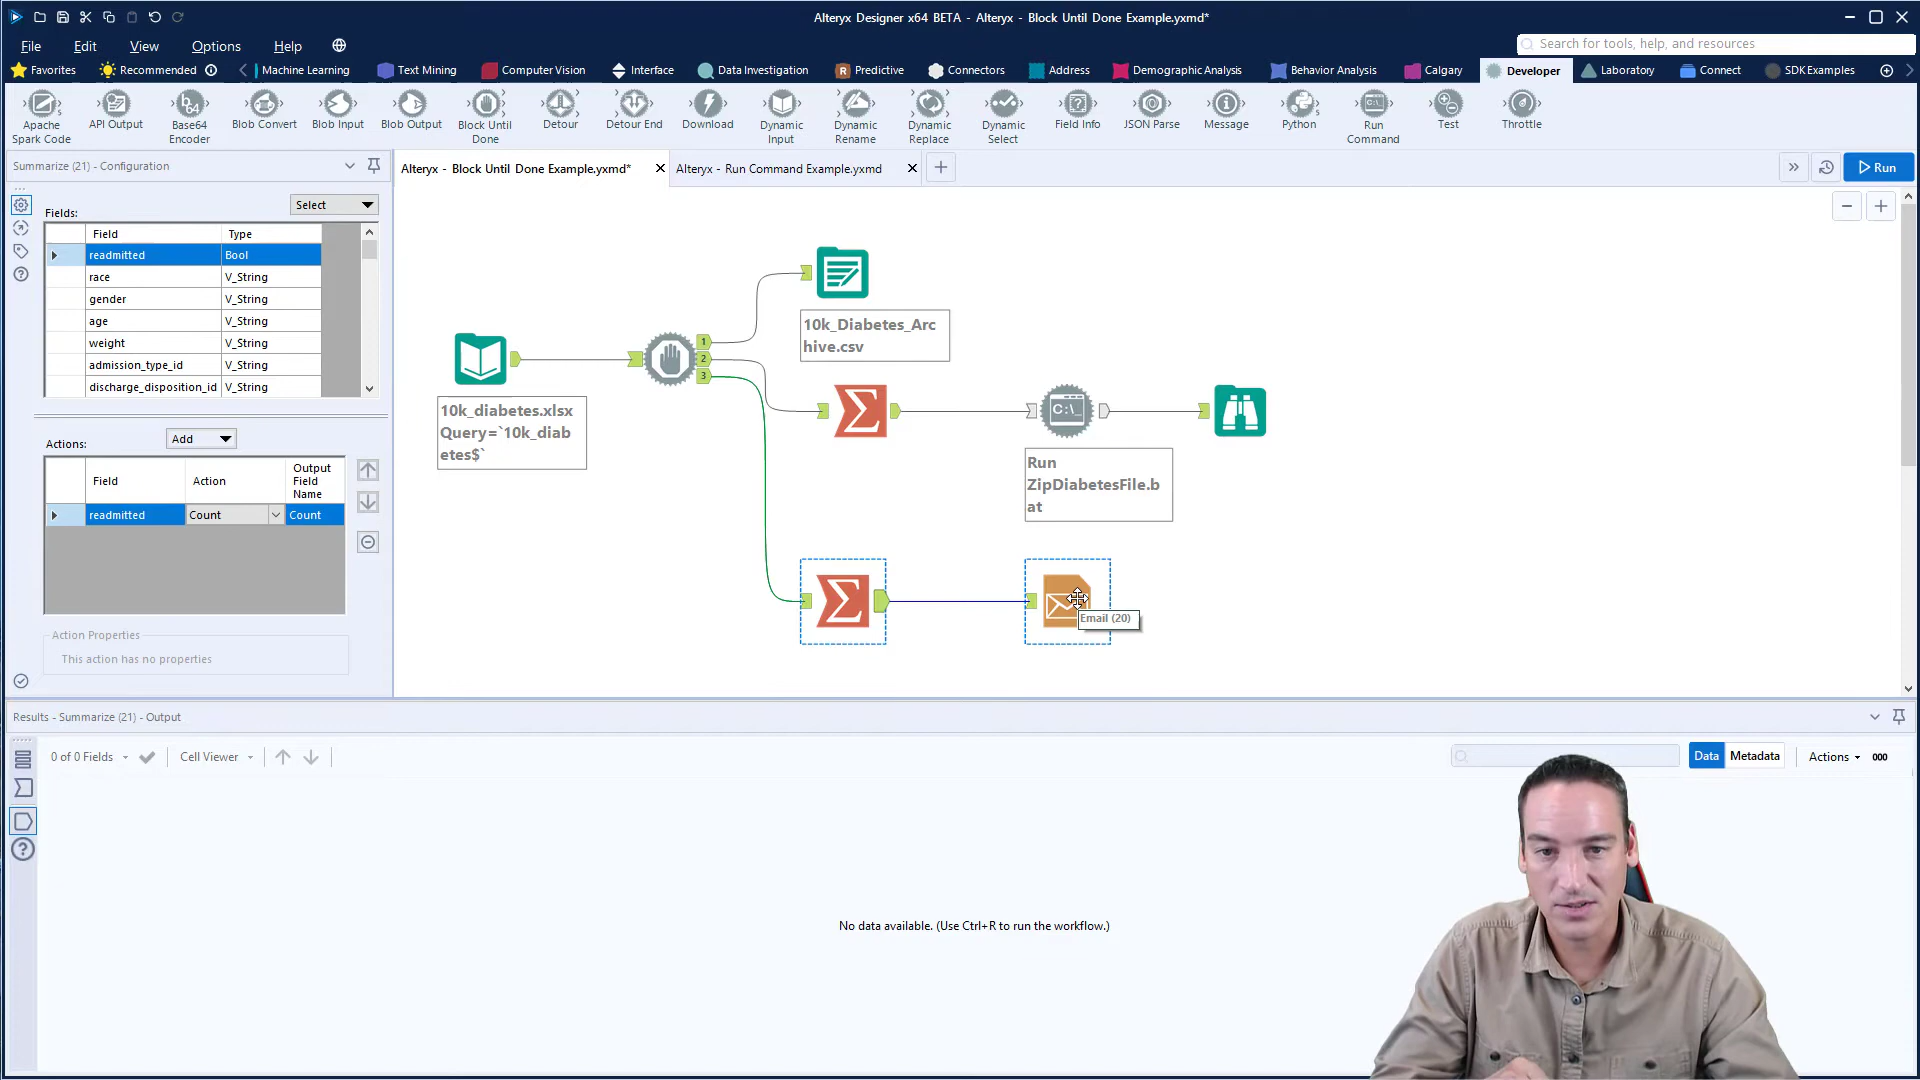 Alteryx Designer x64 BETA - Alteryx - Block Until Done Example.yxmd*
File Edit View Options Help
Search for tools, help, and resources
Favorites Recommended Machine Learning Text Mining Computer Vision Interface Data Investigation Predictive Connectors Address Demographic Analysis Behavior Analysis Calgary Developer Laboratory Connect SDK Examples
Apache Spark Code
API Output
Base64 Encoder
b64
Blob Convert
Blob Input
Blob Output
Block Until Done
Detour
Detour End
Download
Dynamic Input
Dynamic Rename
Dynamic Replace
Dynamic Select
Field Info
JSON Parse
Message
Python
Run Command
Test
Throttle
Summarize (21) - Configuration
Alteryx - Block Until Done Example.yxmd*
Alteryx - Run Command Example.yxmd
Run
Fields:
Select
Field Type
readmitted Bool
race V_String
gender V_String
age V_String
weight V_String
admission_type_id V_String
discharge_disposition_id V_String
Actions:
Add
Field Action Output Field Name
readmitted Count Count
Action Properties
This action has no properties
10k_diabetes.xlsx
Query=`10k_diab
etes$`
1
2
3
10k_Diabetes_Arc
hive.csv
C:\_
Run
ZipDiabetesFile.b
at
Email (20)
Results - Summarize (21) - Output
0 of 0 Fields Cell Viewer
Data Metadata Actions 000
No data available. (Use Ctrl+R to run the workflow.)